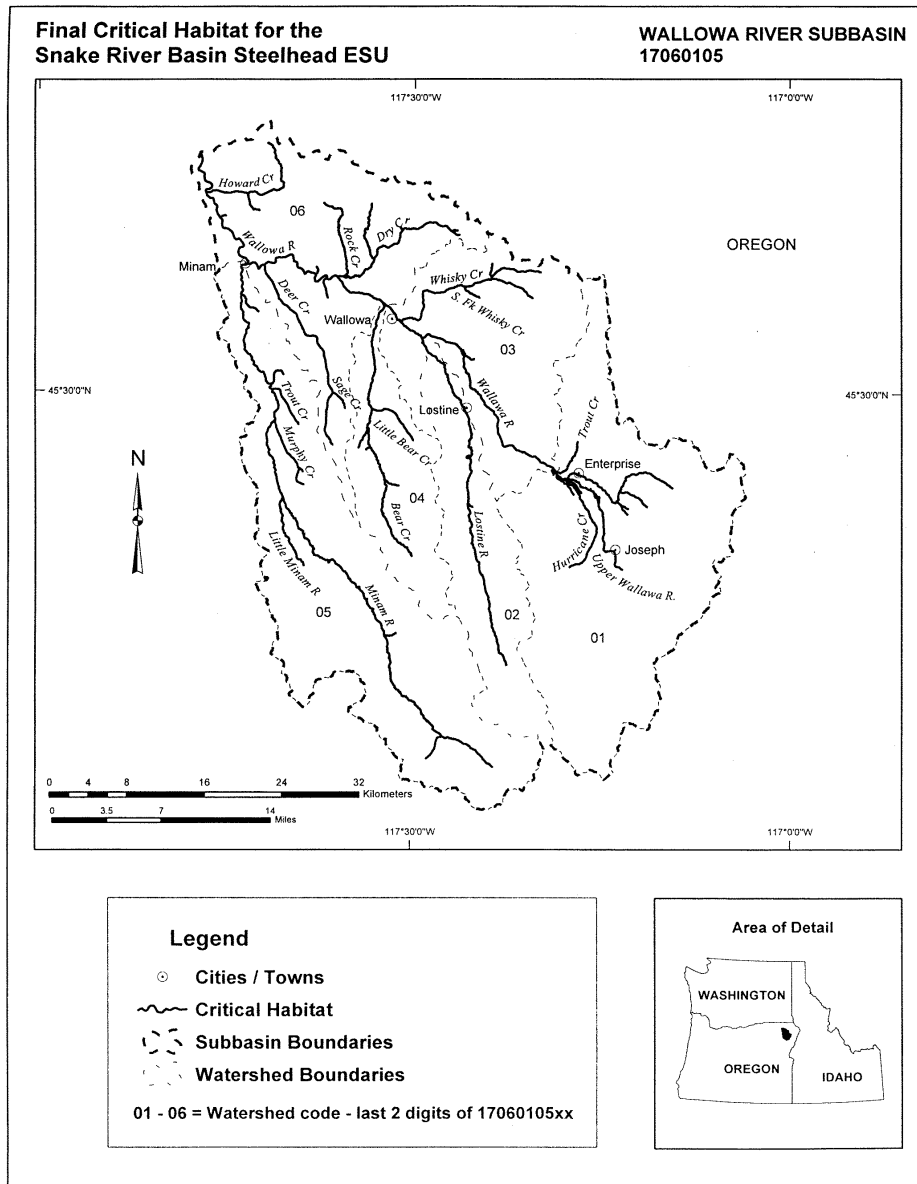 Final Critical Habitat for the
Snake River Basin Steelhead ESU
WALLOWA RIVER SUBBASIN
17060105
117°30'0"W
117°0'0"W
Howard Cr
06
Wallowa R
Rock Cr
Dry Cr
OREGON
Minam
Deer Cr
Whisky Cr
S. Fk Whisky Cr
Wallowa
03
45°30'0"N
45°30'0"N
Trout Cr
Sage Cr
Lostine
Wallawa R
Trout Cr
Murphy Cr
Little Bear Cr
Enterprise
N
04
Bear Cr
Lostine R
Hurricane Cr
Joseph
Upper Wallawa R.
Little Minam R
Minam R
05
02
01
0 4 8 16 24 32
Kilometers
0 3.5 7 14
Miles
117°30'0"W
117°0'0"W
Legend
Cities / Towns
Critical Habitat
Subbasin Boundaries
Watershed Boundaries
01 - 06 = Watershed code - last 2 digits of 17060105xx
Area of Detail
WASHINGTON
OREGON
IDAHO